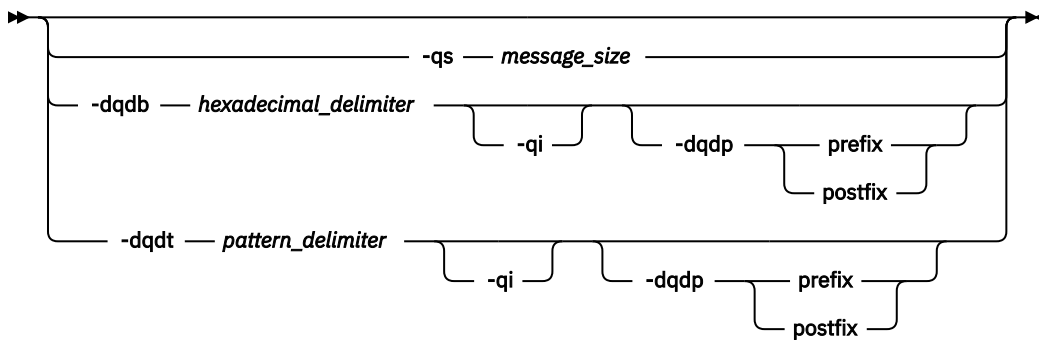 -qs message_size
-dqdb hexadecimal_delimiter
-qi -dqdp prefix
postfix
-dqdt pattern_delimiter
-qi -dqdp prefix
postfix